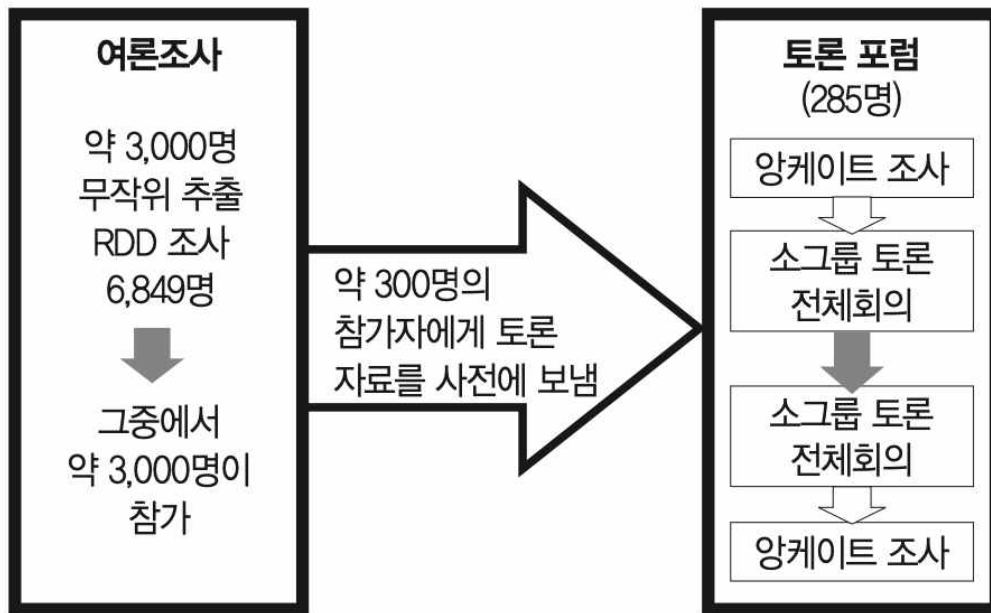 여론조사
약 3,000명
무작위 추출
RDD 조사
6,849명
그중에서
약 3,000명이
참가
약 300명의
참가자에게 토론
자료를 사전에 보냄
토론 포럼
(285명)
앙케이트 조사
소그룹 토론
전체회의
소그룹 토론
전체회의
앙케이트 조사